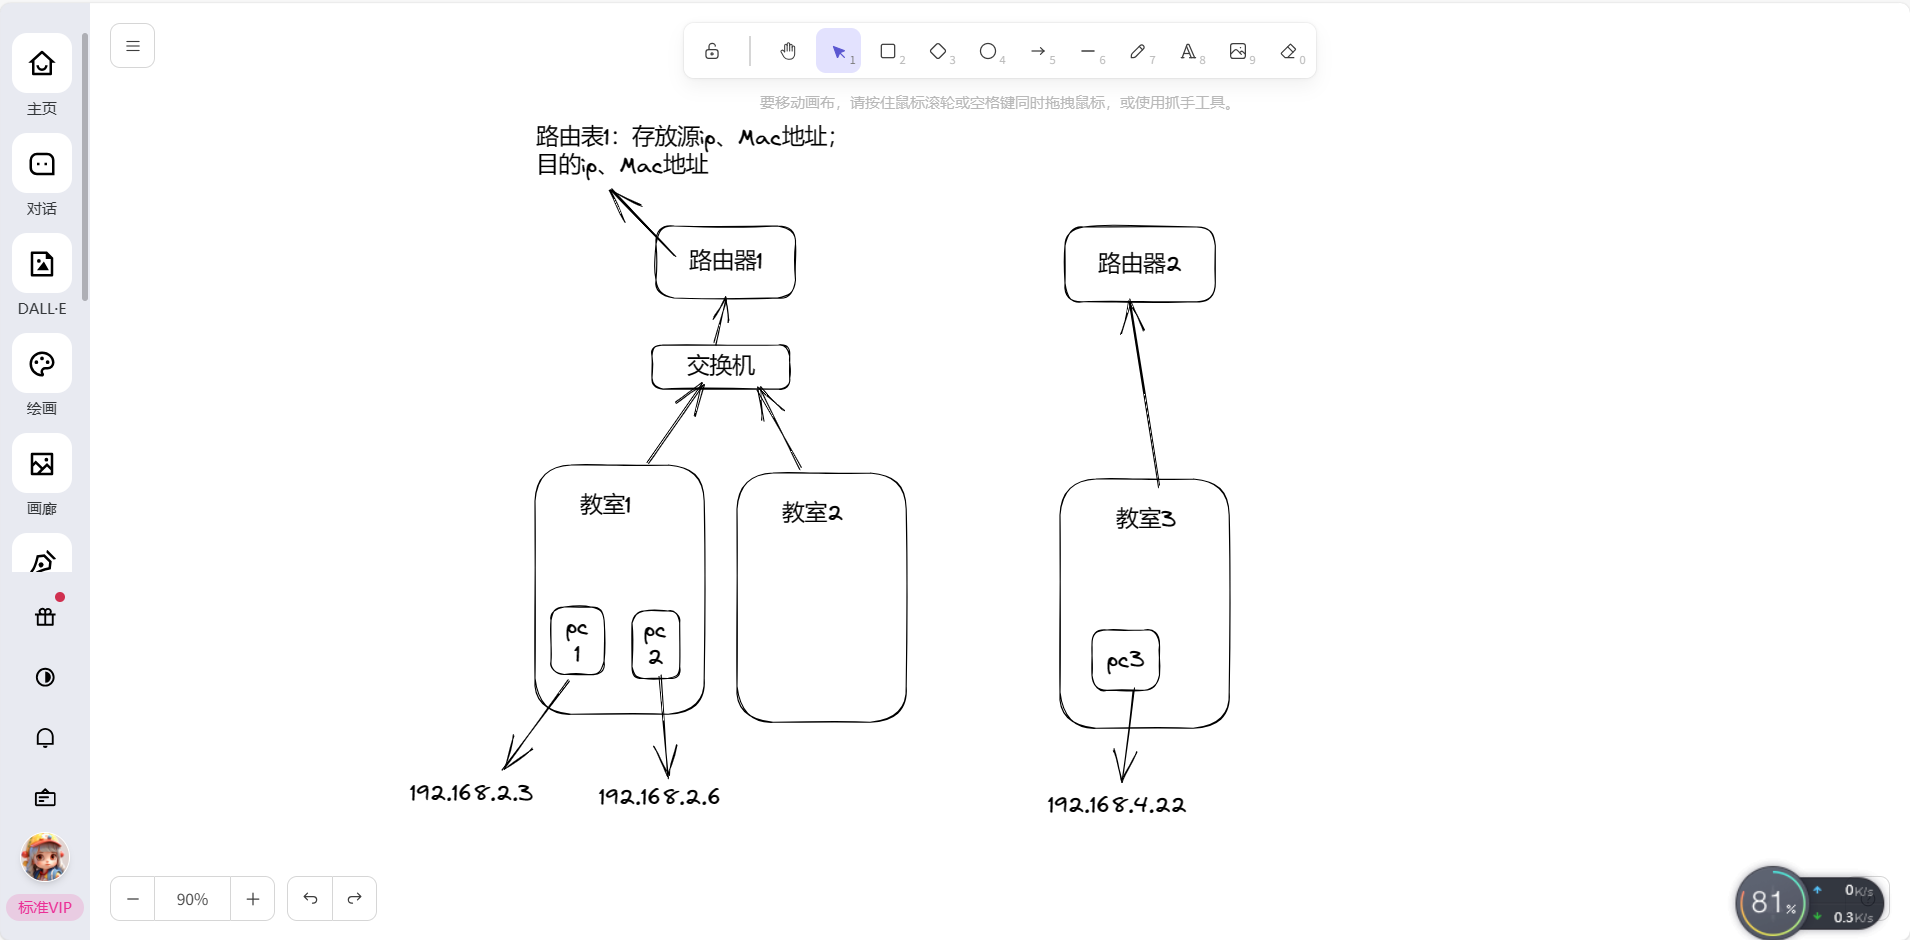 主页
对话
DALL·E
绘画
画廊
标准VIP
1
2
3
4
5
6
7
8
9
0
要移动画布，请按住鼠标滚轮或空格键同时拖拽鼠标，或使用抓手工具。
路由表1：存放源ip、Mac地址；
目的ip、Mac地址
路由器1
路由器2
交换机
教室1
教室2
教室3
pc
1
pc
2
pc3
192.168.2.3
192.168.2.6
192.168.4.22
90%
81%
0K/s
0.3K/s